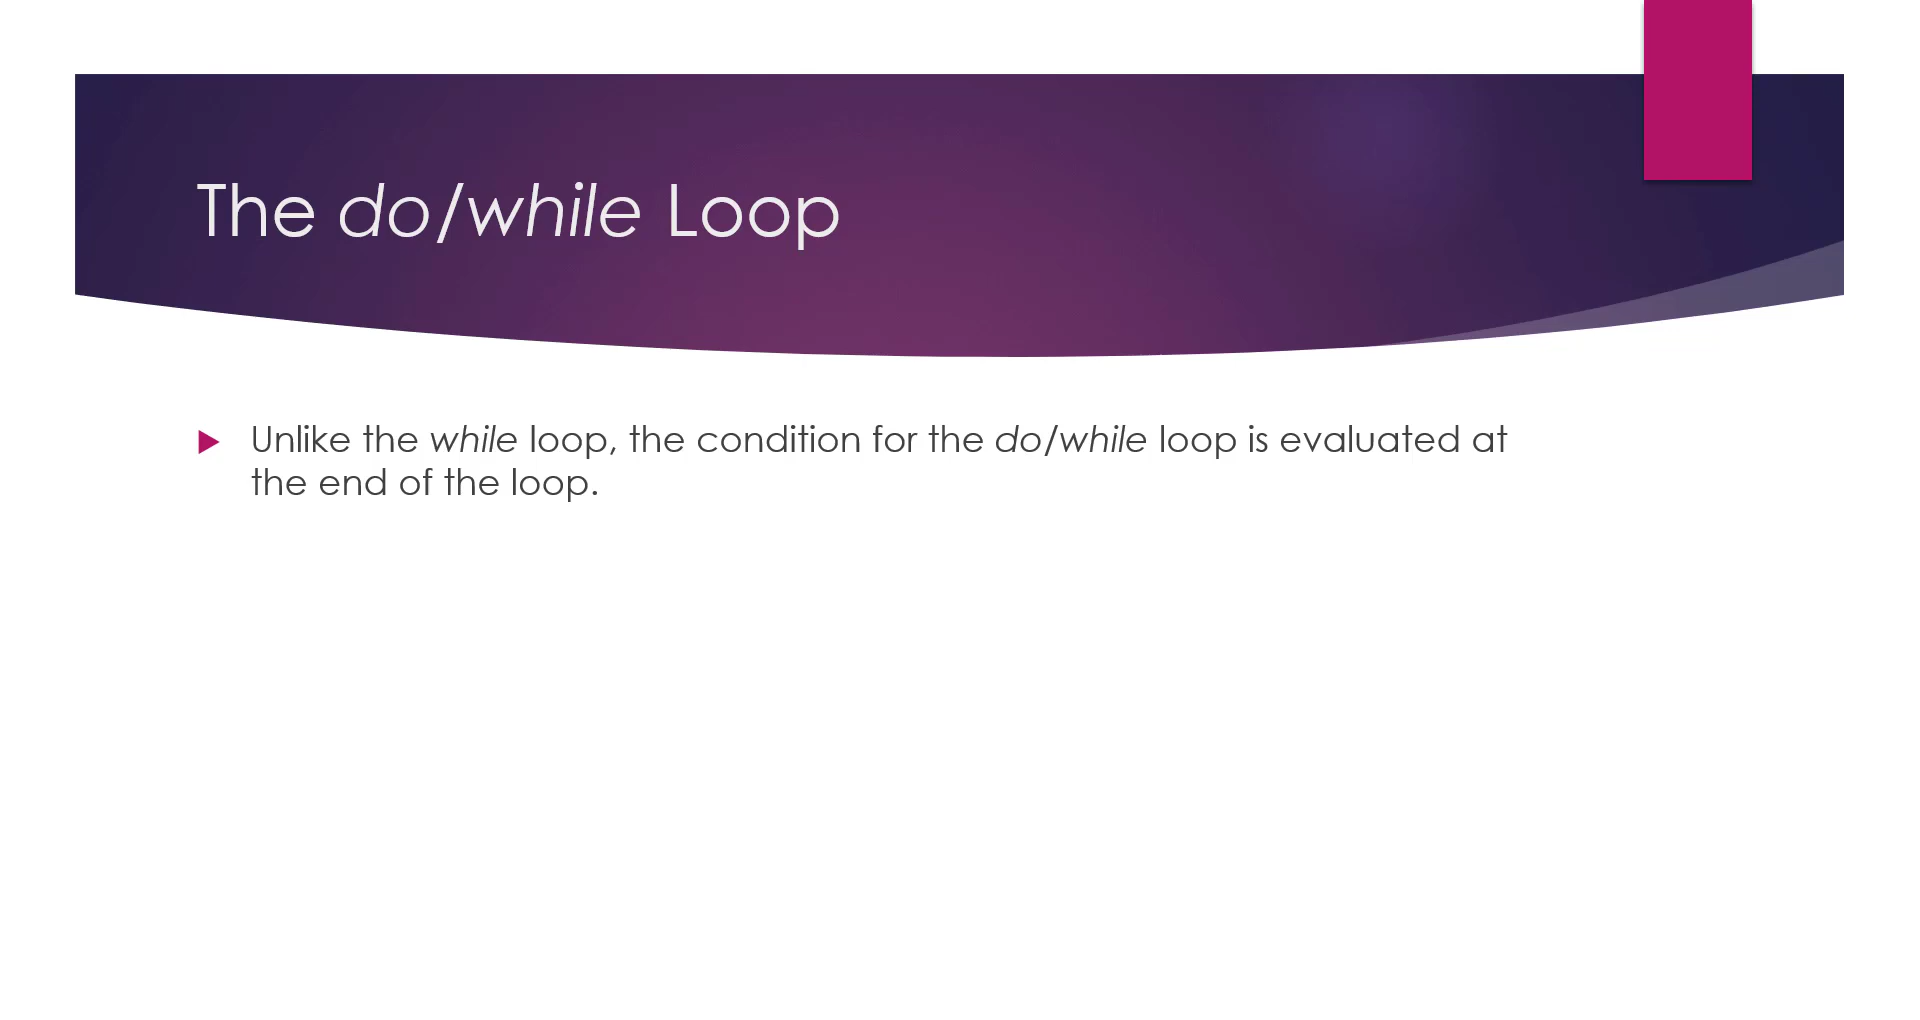 The do/while Loop
Unlike the while loop, the condition for the do/while loop is evaluated at
the end of the loop.